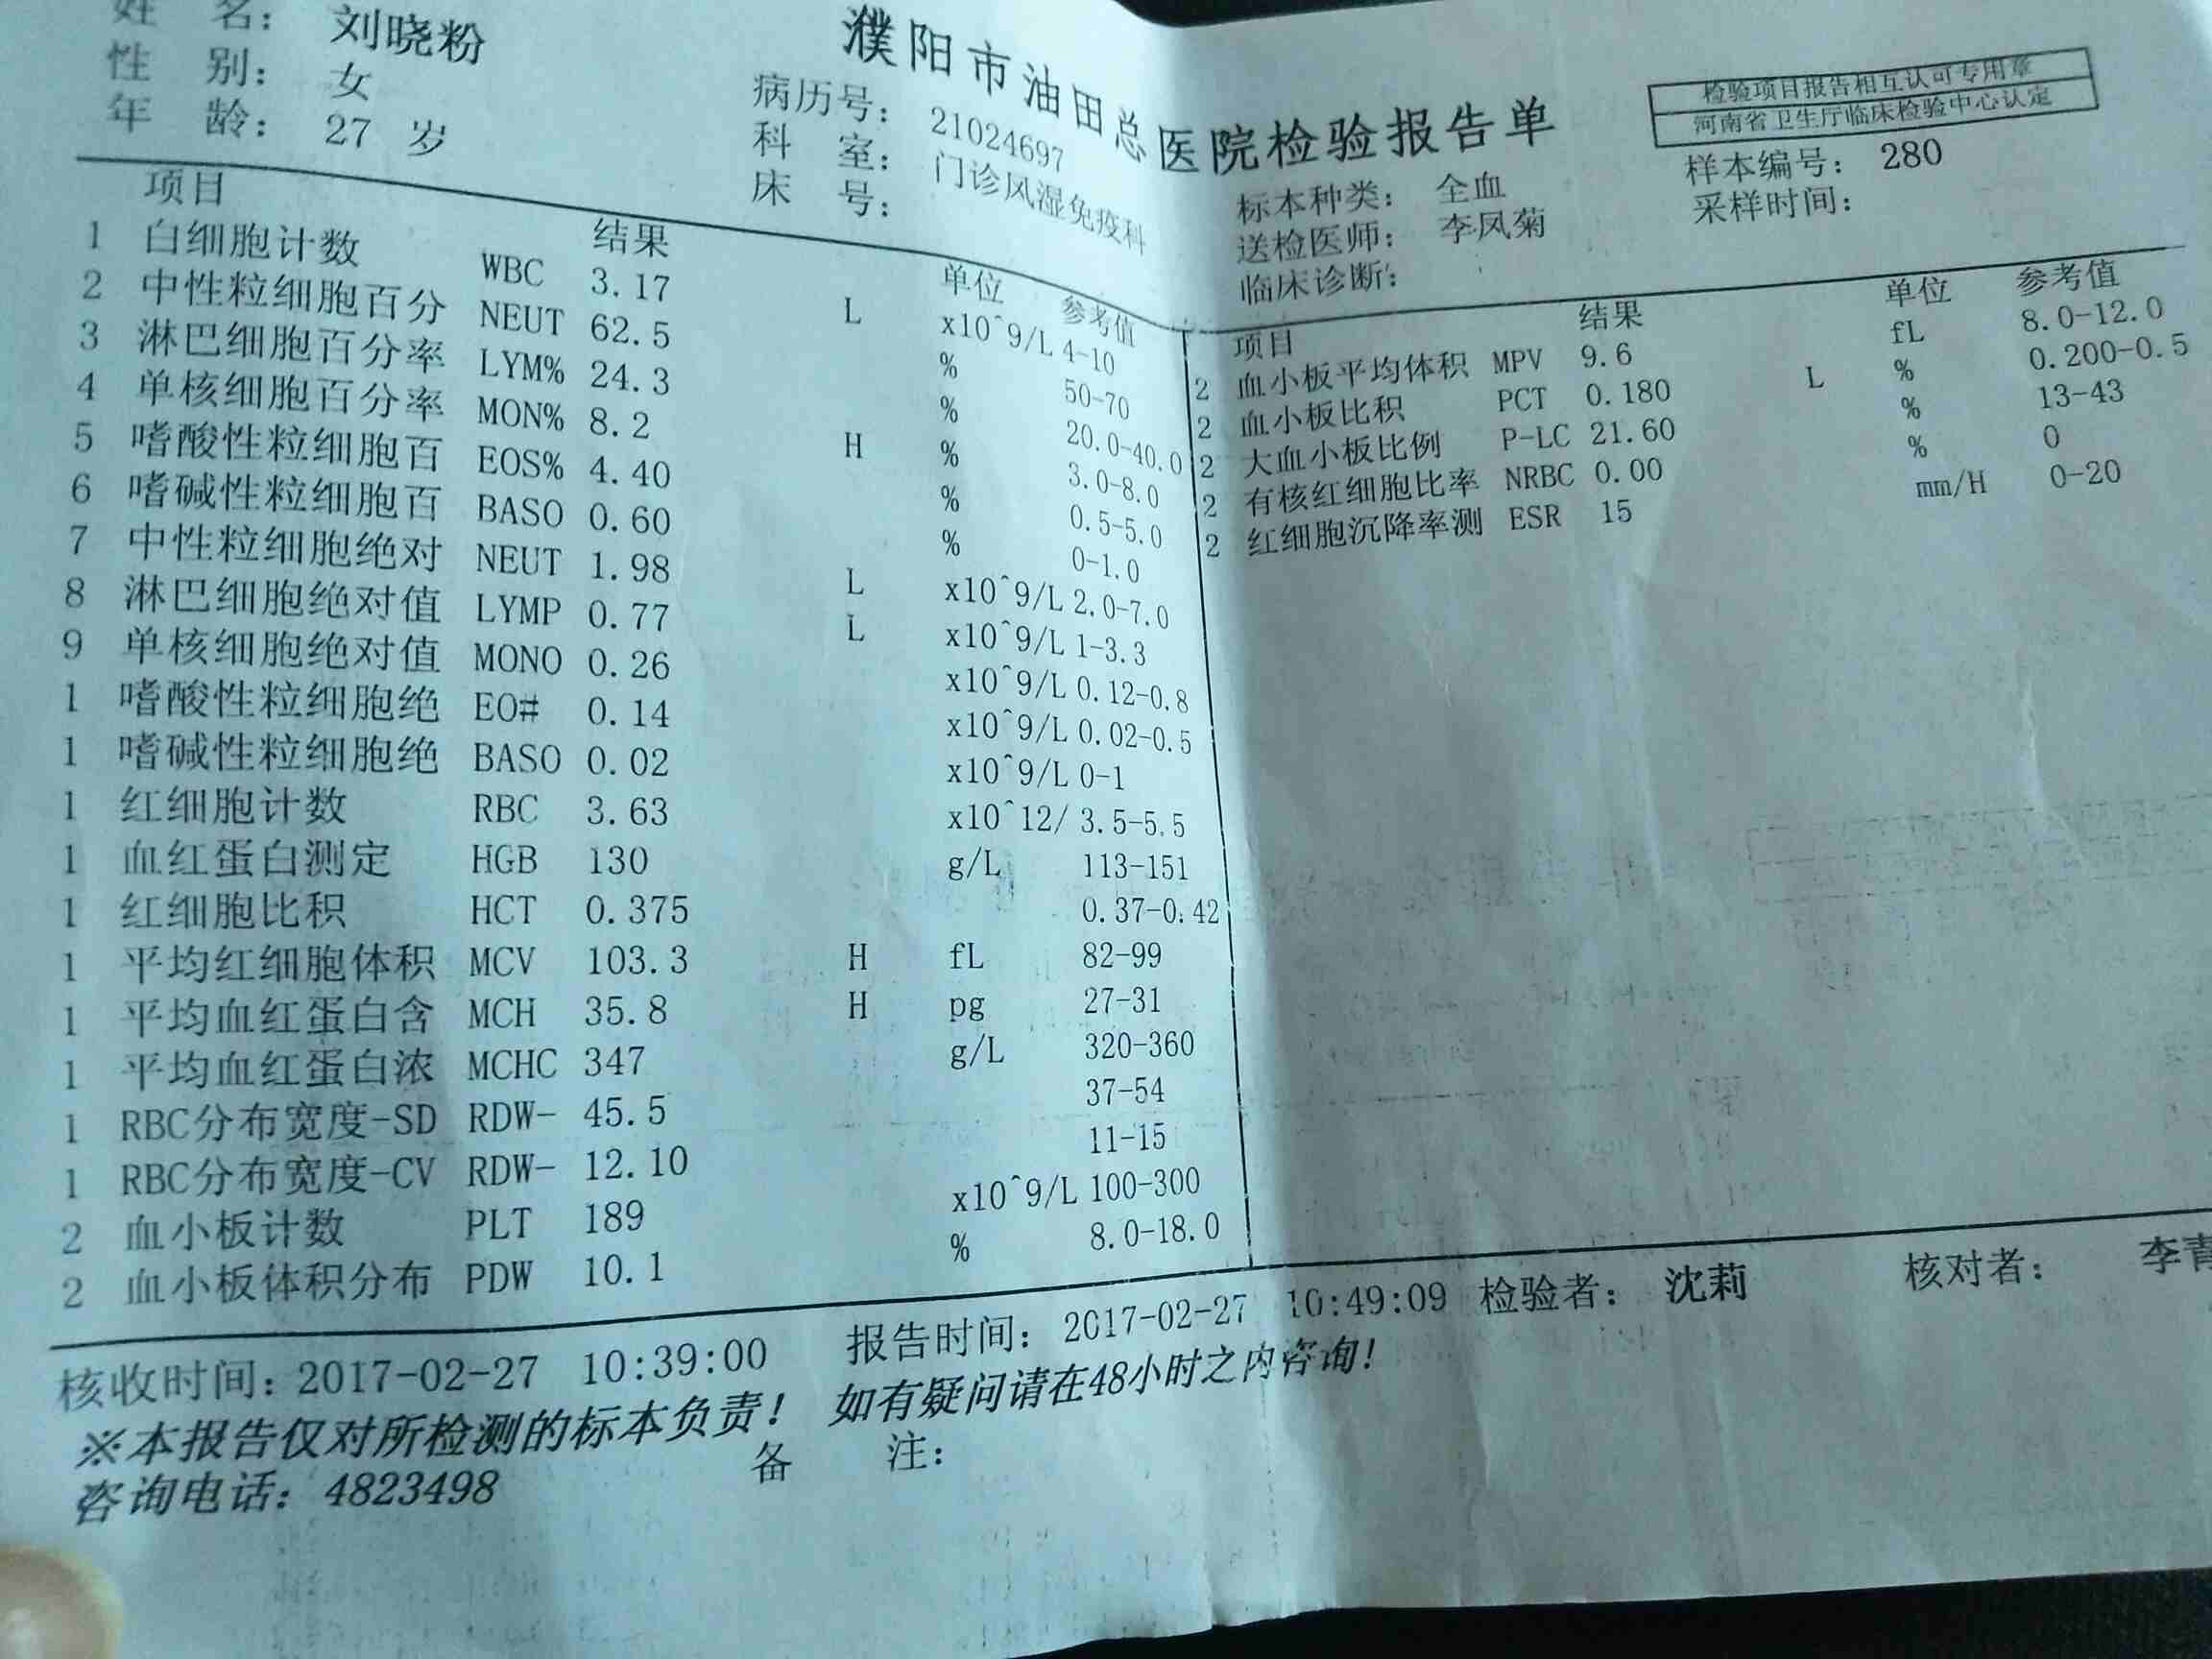 濮阳市油田总医院检验报告单
检验项目报告相互认可专用章
河南省卫生厅临床检验中心认定
姓 名: 刘晓粉
性 别: 女
年 龄: 27 岁
病历号: 21024697
科 室: 门诊风湿免疫科
床 号:
标本种类: 全血
送检医师: 李凤菊
临床诊断:
样本编号: 280
采样时间:
项目 结果 单位 参考值
1 白细胞计数 WBC 3.17 L x10^9/L 4-10
2 中性粒细胞百分 NEUT 62.5 % 50-70
3 淋巴细胞百分率 LYM% 24.3 % 20.0-40.0
4 单核细胞百分率 MON% 8.2 H % 3.0-8.0
5 嗜酸性粒细胞百 EOS% 4.40 % 0.5-5.0
6 嗜碱性粒细胞百 BASO 0.60 % 0-1.0
7 中性粒细胞绝对 NEUT 1.98 L x10^9/L 2.0-7.0
8 淋巴细胞绝对值 LYMP 0.77 L x10^9/L 1-3.3
9 单核细胞绝对值 MONO 0.26 x10^9/L 0.12-0.8
1 嗜酸性粒细胞绝 EO# 0.14 x10^9/L 0.02-0.5
1 嗜碱性粒细胞绝 BASO 0.02 x10^9/L 0-1
1 红细胞计数 RBC 3.63 x10^12/ 3.5-5.5
1 血红蛋白测定 HGB 130 g/L 113-151
1 红细胞比积 HCT 0.375 0.37-0.42
1 平均红细胞体积 MCV 103.3 H fL 82-99
1 平均血红蛋白含 MCH 35.8 H pg 27-31
1 平均血红蛋白浓 MCHC 347 g/L 320-360
1 RBC分布宽度-SD RDW- 45.5 37-54
1 RBC分布宽度-CV RDW- 12.10 11-15
2 血小板计数 PLT 189 x10^9/L 100-300
2 血小板体积分布 PDW 10.1 % 8.0-18.0
项目 结果 单位 参考值
2 血小板平均体积 MPV 9.6 fL 8.0-12.0
2 血小板比积 PCT 0.180 L % 0.200-0.5
2 大血小板比例 P-LC 21.60 % 13-43
2 有核红细胞比率 NRBC 0.00 % 0
2 红细胞沉降率测 ESR 15 mm/H 0-20
核收时间: 2017-02-27 10:39:00 报告时间: 2017-02-27 10:49:09 检验者: 沈莉 核对者: 李青
※本报告仅对所检测的标本负责! 如有疑问请在48小时之内咨询!
咨询电话: 4823498 备 注: